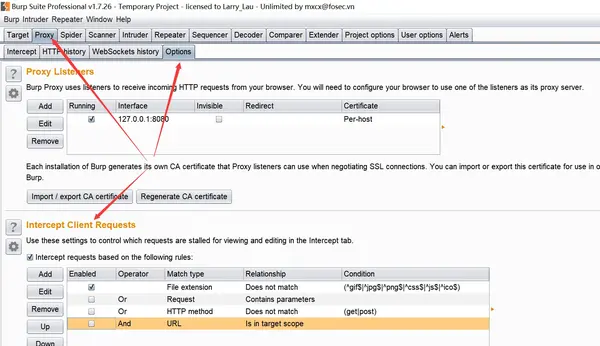 Burp Suite Professional v1.7.26 - Temporary Project - licensed to Larry_Lau - Unlimited by mxcx@fosec.vn
Burp Intruder Repeater Window Help
Target Proxy Spider Scanner Intruder Repeater Sequencer Decoder Comparer Extender Project options User options Alerts
Intercept HTTP history WebSockets history Options
? Proxy Listeners
Burp Proxy uses listeners to receive incoming HTTP requests from your browser. You will need to configure your browser to use one of the listeners as its proxy server.
Add Running Interface Invisible Redirect Certificate
Edit 127.0.0.1:8080 Per-host
Remove
Each installation of Burp generates its own CA certificate that Proxy listeners can use when negotiating SSL connections. You can import or export this certificate for use in o
Burp.
Import / export CA certificate Regenerate CA certificate
? Intercept Client Requests
Use these settings to control which requests are stalled for viewing and editing in the Intercept tab.
Intercept requests based on the following rules:
Add Enabled Operator Match type Relationship Condition
Edit File extension Does not match (^gif$|^jpg$|^png$|^css$|^js$|^ico$)
Or Request Contains parameters
Remove Or HTTP method Does not match (get|post)
Up And URL Is in target scope
Down